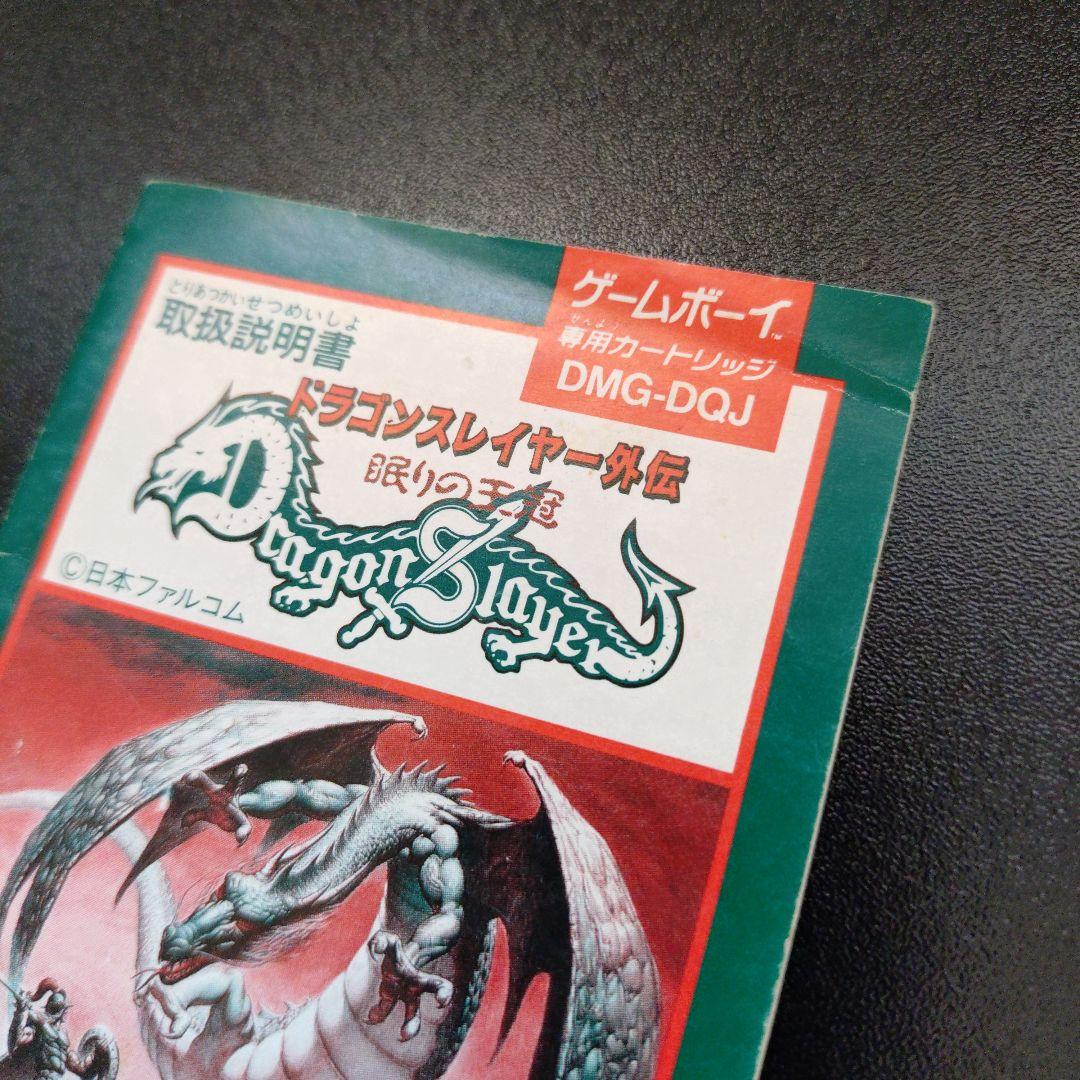 とりあつかいせつめいしょ
取扱説明書
ゲームボーイ™
せんよう
専用カートリッジ
DMG-DQJ
ドラゴンスレイヤー外伝
眠りの王冠
Dragon Slayer
©日本ファルコム